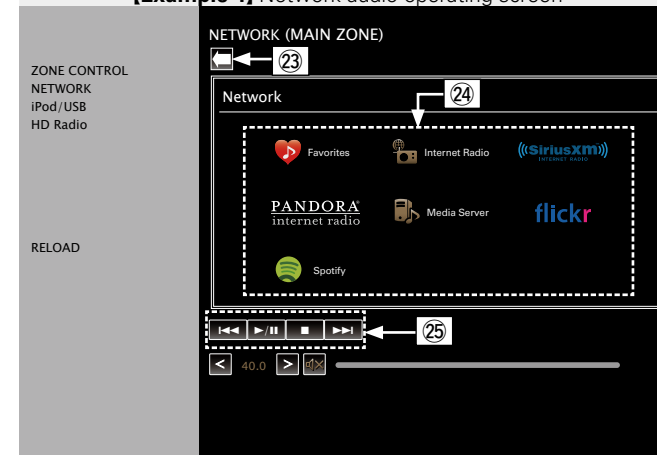 [Example 4] Network audio operating screen
NETWORK (MAIN ZONE)
㉓
ZONE CONTROL
NETWORK
iPod/USB
HD Radio
RELOAD
Network
㉔
Favorites
Internet Radio
((SiriusXM))
INTERNET RADIO
PANDORA
internet radio
Media Server
flickr
Spotify
㉕
< 40.0 >